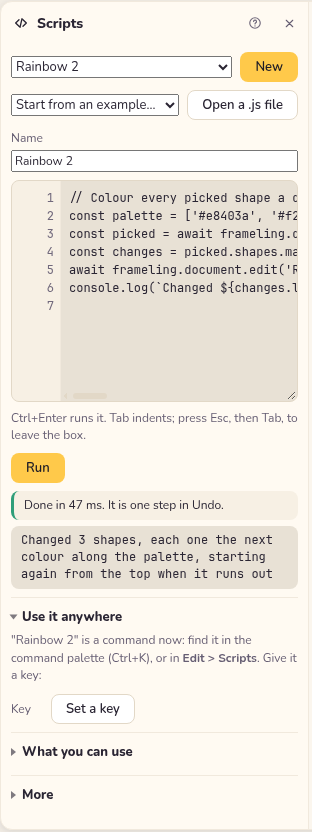 Scripts
Rainbow 2
New
Start from an example...
Open a .js file
Name
Rainbow 2
1 // Colour every picked shape a
2 const palette = ['#e8403a', '#f2
3 const picked = await frameling.
4 const changes = picked.shapes.ma
5 await frameling.document.edit('R
6 console.log(`Changed ${changes.l
7
Ctrl+Enter runs it. Tab indents; press Esc, then Tab, to
leave the box.
Run
Done in 47 ms. It is one step in Undo.
Changed 3 shapes, each one the next
colour along the palette, starting
again from the top when it runs out
Use it anywhere
"Rainbow 2" is a command now: find it in the
command palette (Ctrl+K), or in Edit > Scripts. Give it
a key:
Key
Set a key
What you can use
More